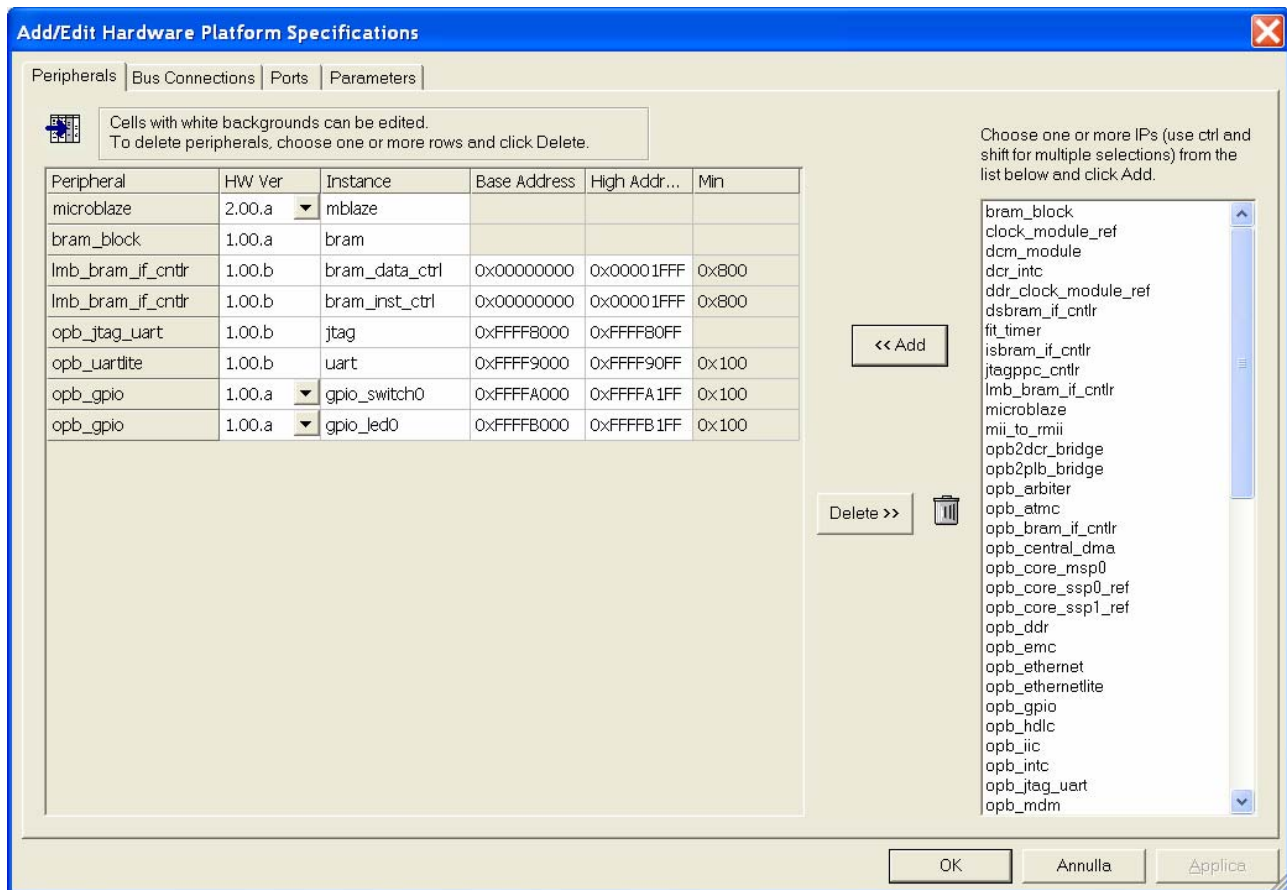 Add/Edit Hardware Platform Specifications
Peripherals Bus Connections Ports Parameters
Cells with white backgrounds can be edited.
To delete peripherals, choose one or more rows and click Delete.
Peripheral HW Ver Instance Base Address High Addr... Min
microblaze 2.00.a mblaze
bram_block 1.00.a bram
lmb_bram_if_cntlr 1.00.b bram_data_ctrl 0x00000000 0x00001FFF 0x800
lmb_bram_if_cntlr 1.00.b bram_inst_ctrl 0x00000000 0x00001FFF 0x800
opb_jtag_uart 1.00.b jtag 0xFFFF8000 0xFFFF80FF
opb_uartlite 1.00.b uart 0xFFFF9000 0xFFFF90FF 0x100
opb_gpio 1.00.a gpio_switch0 0xFFFFA000 0xFFFFA1FF 0x100
opb_gpio 1.00.a gpio_led0 0xFFFFB000 0xFFFFB1FF 0x100
<< Add
Delete >>
Choose one or more IPs (use ctrl and
shift for multiple selections) from the
list below and click Add.
bram_block
clock_module_ref
dcm_module
dcr_intc
ddr_clock_module_ref
dsbram_if_cntlr
fit_timer
isbram_if_cntlr
jtagppc_cntlr
lmb_bram_if_cntlr
microblaze
mii_to_rmii
opb2dcr_bridge
opb2plb_bridge
opb_arbiter
opb_atmc
opb_bram_if_cntlr
opb_central_dma
opb_core_msp0
opb_core_ssp0_ref
opb_core_ssp1_ref
opb_ddr
opb_emc
opb_ethernet
opb_ethernetlite
opb_gpio
opb_hdlc
opb_iic
opb_intc
opb_jtag_uart
opb_mdm
OK Annulla Applica